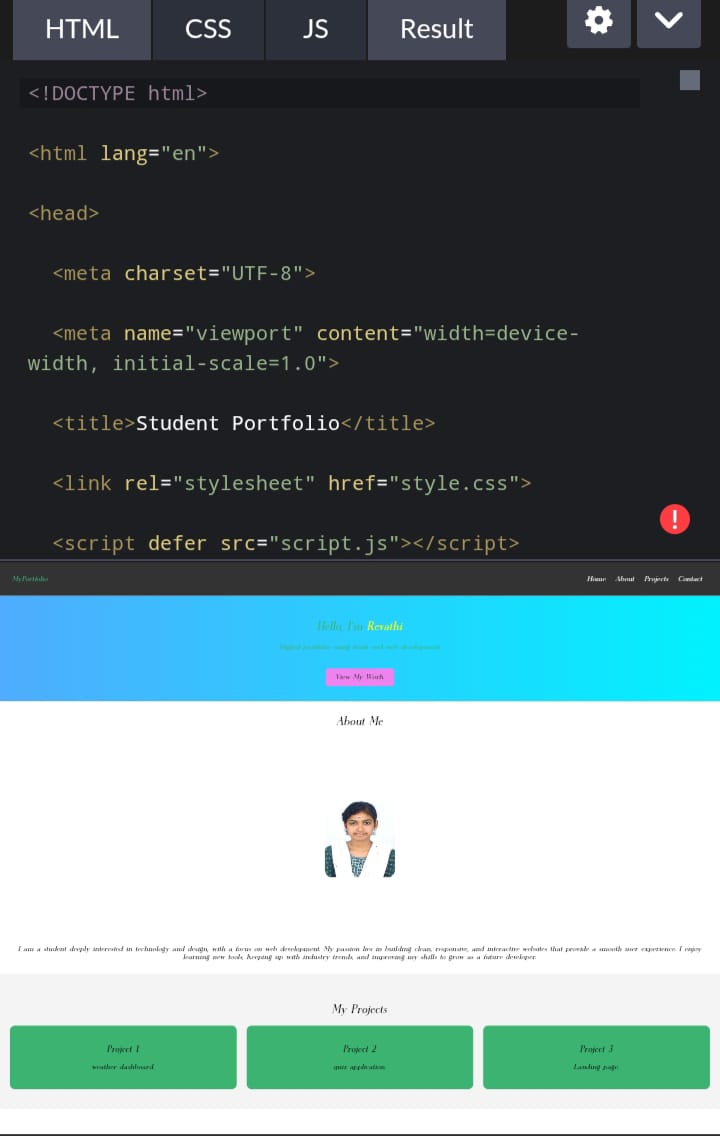 HTML CSS JS Result
<!DOCTYPE html>
<html lang="en">
<head>
<meta charset="UTF-8">
<meta name="viewport" content="width=device-
width, initial-scale=1.0">
<title>Student Portfolio</title>
<link rel="stylesheet" href="style.css">
<script defer src="script.js"></script>
MyPortfolio Home About Projects Contact
Hello, I'm Revathi
View My Work
About Me
I am a student deeply interested in technology and design, with a focus on web development. My passion lies in building clean, responsive, and interactive websites that provide a smooth user experience. I enjoy
learning new tools, keeping up with industry trends, and improving my skills to grow as a future developer.
My Projects
Project 1 Project 2 Project 3
weather dashboard quiz application Landing page